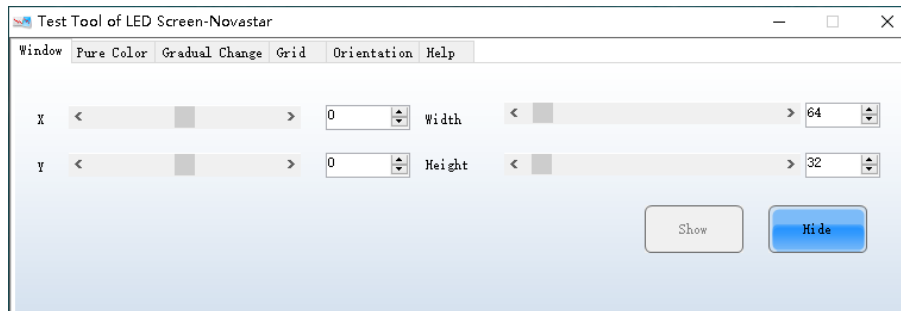 Test Tool of LED Screen-Novastar
Window Pure Color Gradual Change Grid Orientation Help
X 0 Width 64
Y 0 Height 32
Show Hide